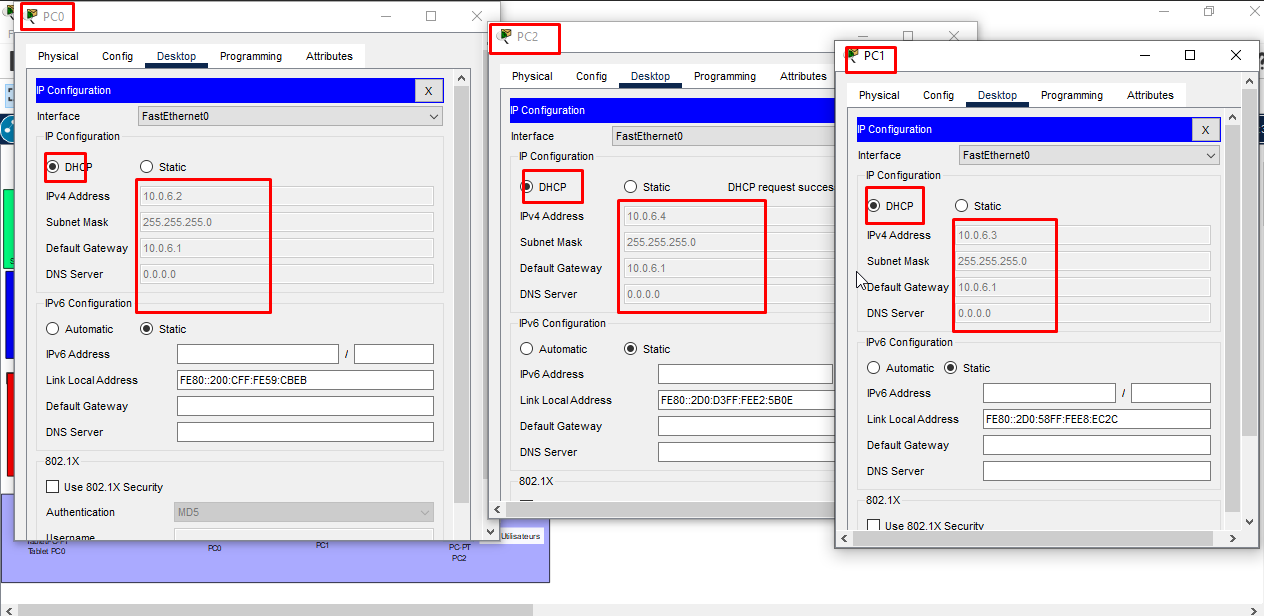 PC0
Physical Config Desktop Programming Attributes
IP Configuration X
Interface FastEthernet0
IP Configuration
DHCP Static
IPv4 Address 10.0.6.2
Subnet Mask 255.255.255.0
Default Gateway 10.0.6.1
DNS Server 0.0.0.0
IPv6 Configuration
Automatic Static
IPv6 Address /
Link Local Address FE80::200:CFF:FE59:CBEB
Default Gateway
DNS Server
802.1X
Use 802.1X Security
Authentication MD5
Username
PC2
Physical Config Desktop Programming Attributes
IP Configuration
Interface FastEthernet0
IP Configuration
DHCP Static DHCP request succes
IPv4 Address 10.0.6.4
Subnet Mask 255.255.255.0
Default Gateway 10.0.6.1
DNS Server 0.0.0.0
IPv6 Configuration
Automatic Static
IPv6 Address
Link Local Address FE80::2D0:D3FF:FEE2:5B0E
Default Gateway
DNS Server
802.1X
PC1
Physical Config Desktop Programming Attributes
IP Configuration X
Interface FastEthernet0
IP Configuration
DHCP Static
IPv4 Address 10.0.6.3
Subnet Mask 255.255.255.0
Default Gateway 10.0.6.1
DNS Server 0.0.0.0
IPv6 Configuration
Automatic Static
IPv6 Address /
Link Local Address FE80::2D0:58FF:FEE8:EC2C
Default Gateway
DNS Server
802.1X
Use 802.1X Security
Tablet PC0
PC0
PC1
PC-PT
PC2
Utilisateurs